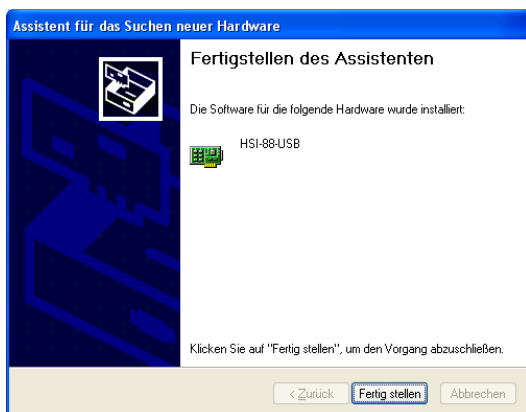 Assistent für das Suchen neuer Hardware
Fertigstellen des Assistenten
Die Software für die folgende Hardware wurde installiert:
HSI-88-USB
Klicken Sie auf "Fertig stellen", um den Vorgang abzuschließen.
< Zurück Fertig stellen Abbrechen